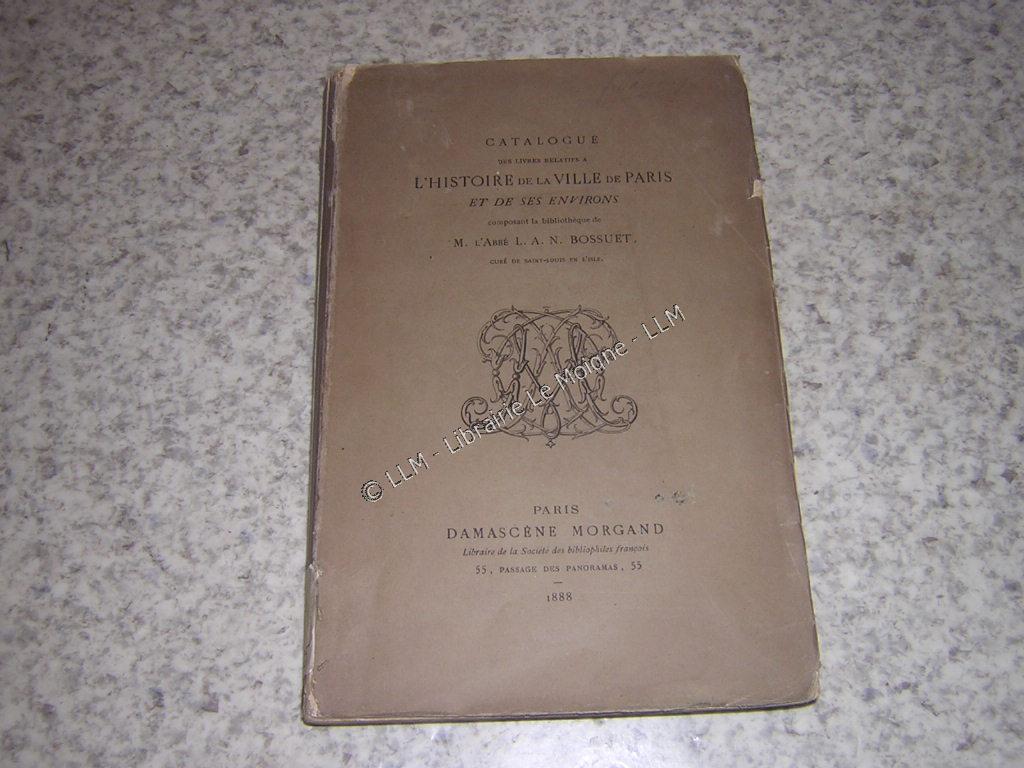 CATALOGUE
DES LIVRES RELATIFS A
L'HISTOIRE DE LA VILLE DE PARIS
ET DE SES ENVIRONS
composant la bibliothèque de
M. L'ABBÉ L. A. N. BOSSUET,
CURÉ DE SAINT-LOUIS EN L'ISLE.
© LLM - Librairie Le Moigne - LLM
PARIS
DAMASCÈNE MORGAND
Libraire de la Société des bibliophiles françois
55, PASSAGE DES PANORAMAS, 55
1888